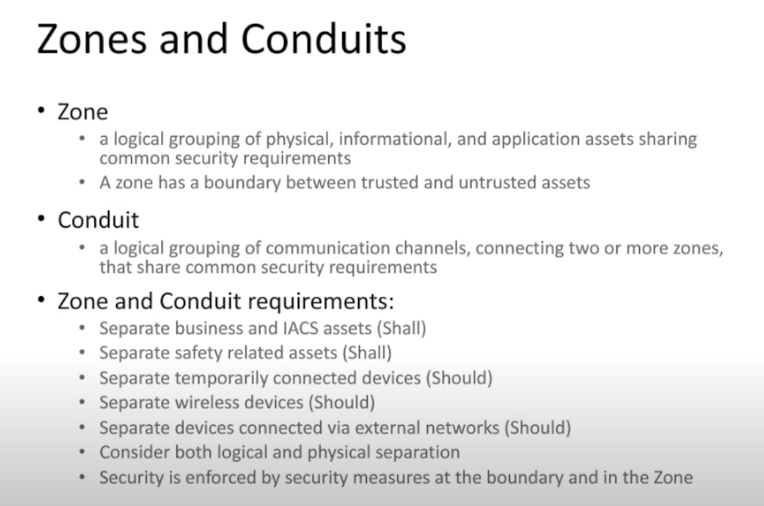 Zones and Conduits
• Zone
• a logical grouping of physical, informational, and application assets sharing
common security requirements
• A zone has a boundary between trusted and untrusted assets
• Conduit
• a logical grouping of communication channels, connecting two or more zones,
that share common security requirements
• Zone and Conduit requirements:
• Separate business and IACS assets (Shall)
• Separate safety related assets (Shall)
• Separate temporarily connected devices (Should)
• Separate wireless devices (Should)
• Separate devices connected via external networks (Should)
• Consider both logical and physical separation
• Security is enforced by security measures at the boundary and in the Zone